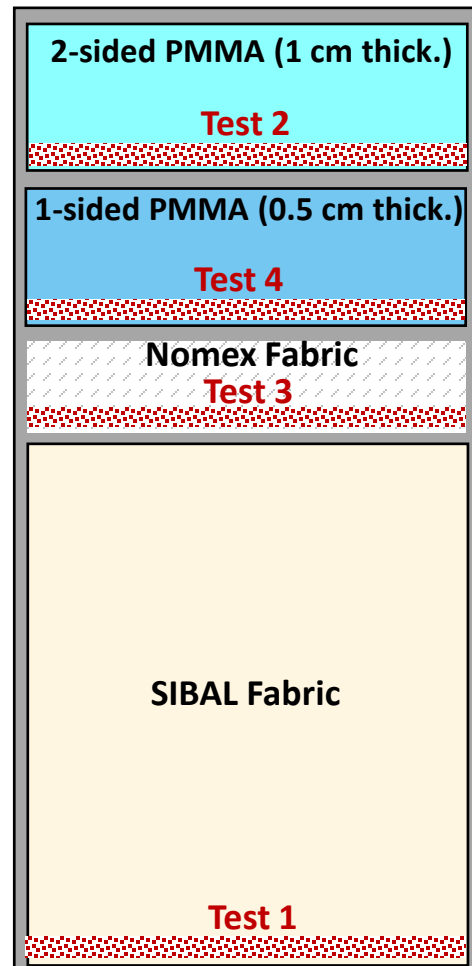 2-sided PMMA (1 cm thick.)
Test 2
1-sided PMMA (0.5 cm thick.)
Test 4
Nomex Fabric
Test 3
SIBAL Fabric
Test 1